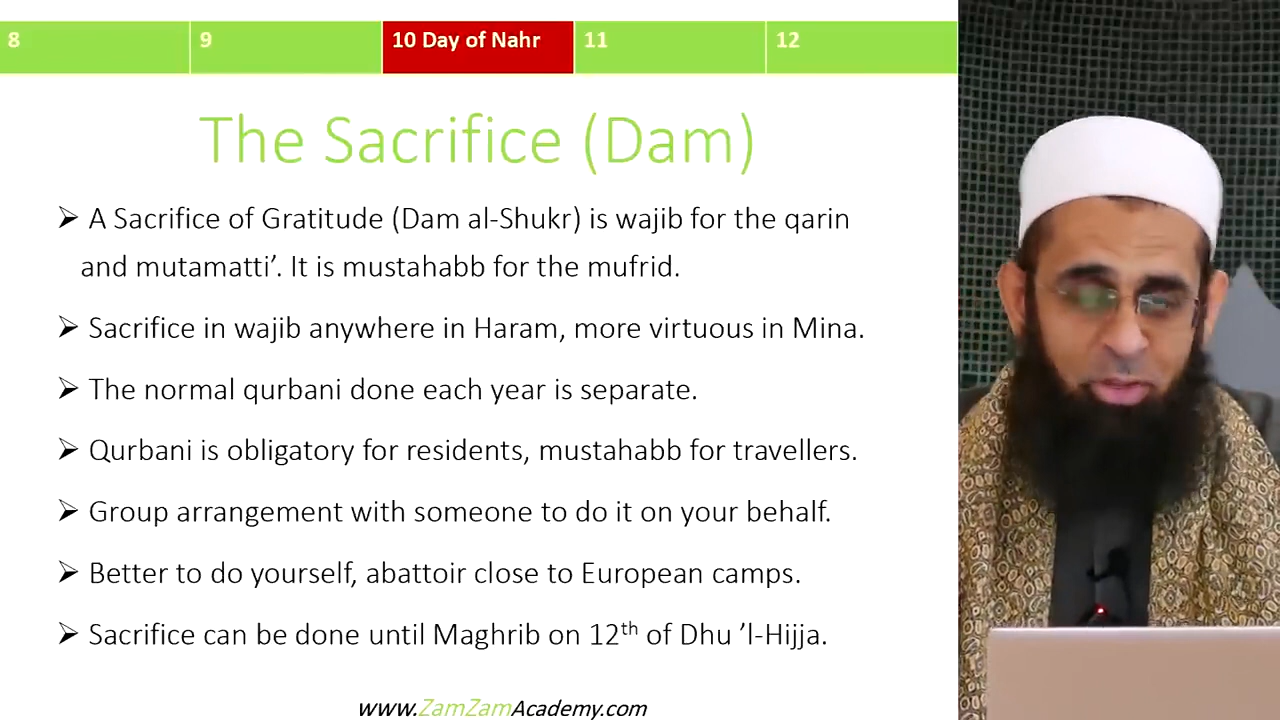 8 9 10 Day of Nahr 11 12
The Sacrifice (Dam)
➢ A Sacrifice of Gratitude (Dam al-Shukr) is wajib for the qarin
and mutamatti’. It is mustahabb for the mufrid.
➢ Sacrifice in wajib anywhere in Haram, more virtuous in Mina.
➢ The normal qurbani done each year is separate.
➢ Qurbani is obligatory for residents, mustahabb for travellers.
➢ Group arrangement with someone to do it on your behalf.
➢ Better to do yourself, abattoir close to European camps.
➢ Sacrifice can be done until Maghrib on 12th of Dhu ’l-Hijja.
www.ZamZamAcademy.com